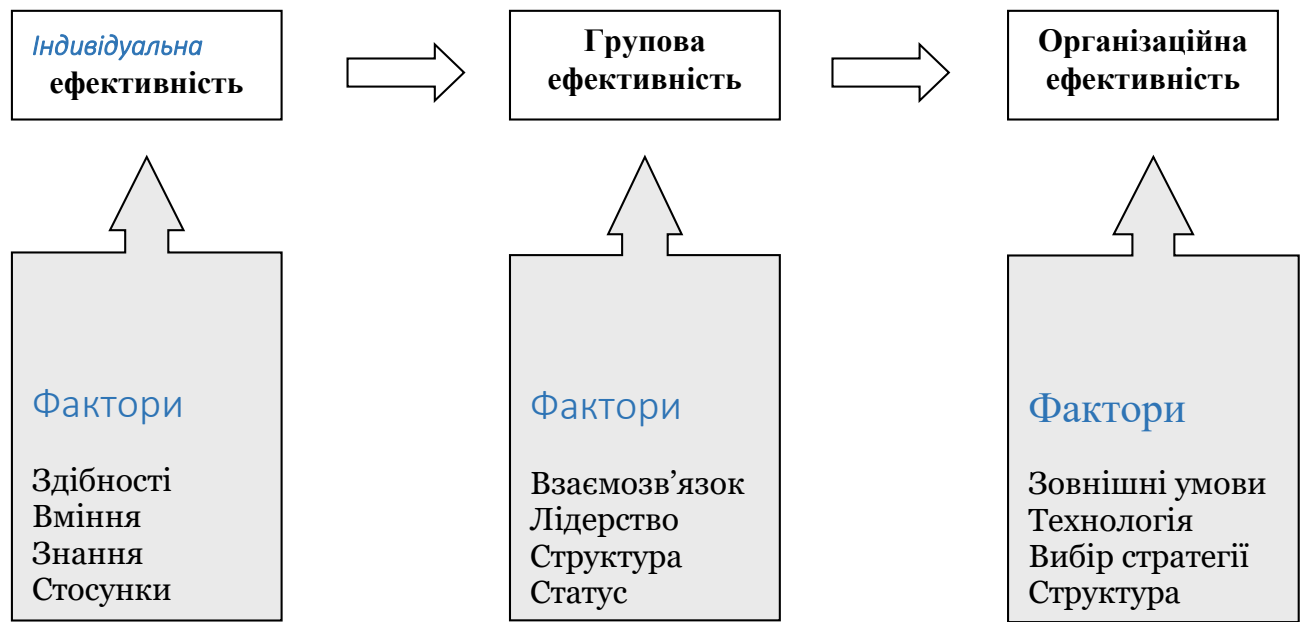 Індивідуальна
ефективність
Групова
ефективність
Організаційна
ефективність
Фактори
Здібності
Вміння
Знання
Стосунки
Фактори
Взаємозв’язок
Лідерство
Структура
Статус
Фактори
Зовнішні умови
Технологія
Вибір стратегії
Структура